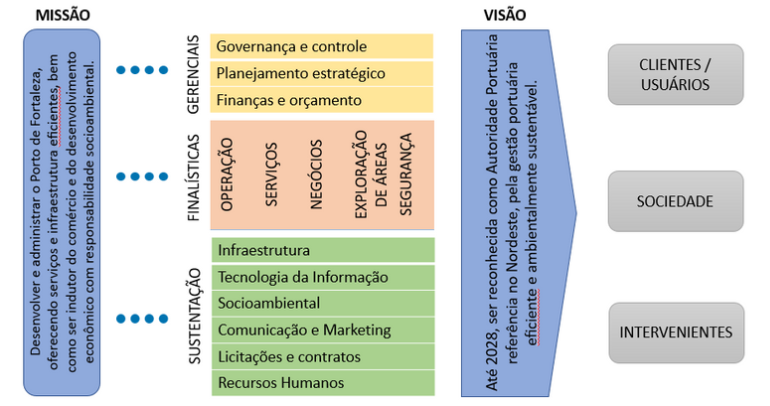 MISSÃO
Desenvolver e administrar o Porto de Fortaleza,
oferecendo serviços e infraestrutura eficientes, bem
como ser indutor do comércio e do desenvolvimento
econômico com responsabilidade socioambiental.
GERENCIAIS
Governança e controle
Planejamento estratégico
Finanças e orçamento
FINALÍSTICAS
OPERAÇÃO
SERVIÇOS
NEGÓCIOS
EXPLORAÇÃO
DE ÁREAS
SEGURANÇA
SUSTENTAÇÃO
Infraestrutura
Tecnologia da Informação
Socioambiental
Comunicação e Marketing
Licitações e contratos
Recursos Humanos
VISÃO
Até 2028, ser reconhecida como Autoridade Portuária
referência no Nordeste, pela gestão portuária
eficiente e ambientalmente sustentável.
CLIENTES /
USUÁRIOS
SOCIEDADE
INTERVENIENTES